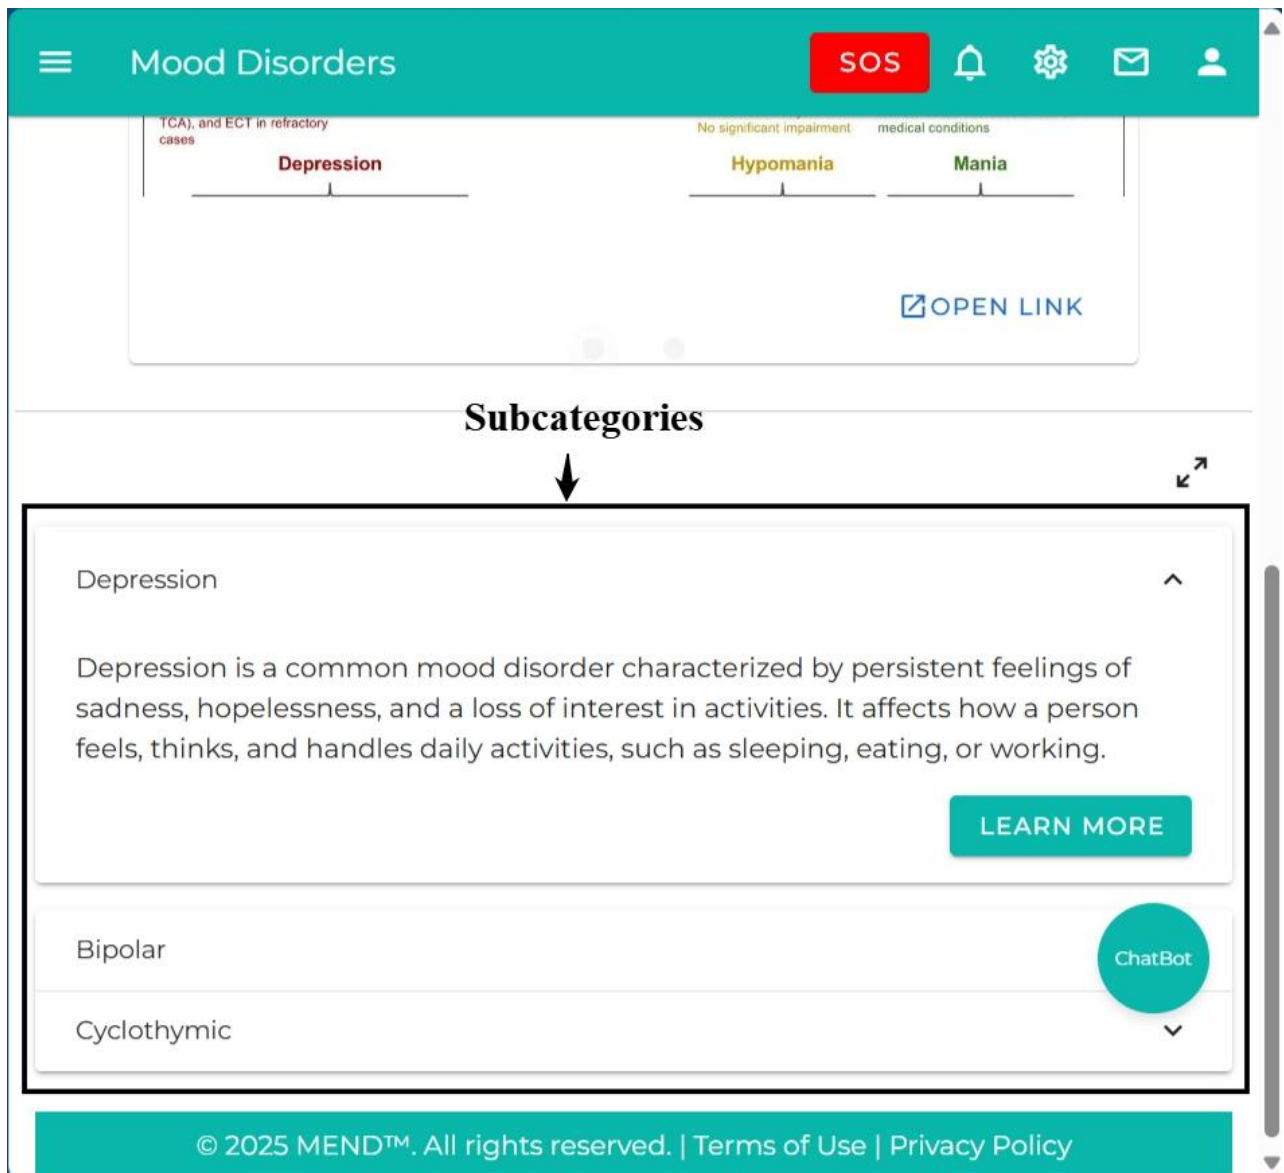 Mood Disorders
SOS
TCA), and ECT in refractory
cases
No significant impairment
medical conditions
Depression
Hypomania
Mania
OPEN LINK
Subcategories
Depression
Depression is a common mood disorder characterized by persistent feelings of
sadness, hopelessness, and a loss of interest in activities. It affects how a person
feels, thinks, and handles daily activities, such as sleeping, eating, or working.
LEARN MORE
Bipolar
ChatBot
Cyclothymic
© 2025 MEND™. All rights reserved. | Terms of Use | Privacy Policy